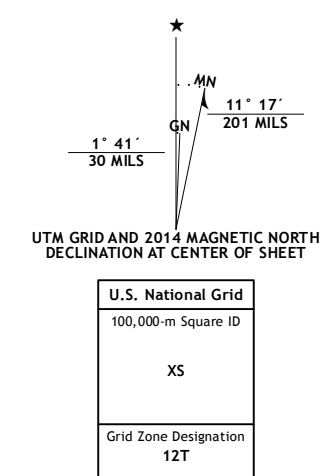 ★
MN
11° 17´
201 MILS
GN
1° 41´
30 MILS
UTM GRID AND 2014 MAGNETIC NORTH
DECLINATION AT CENTER OF SHEET
U.S. National Grid
100,000-m Square ID
XS
Grid Zone Designation
12T